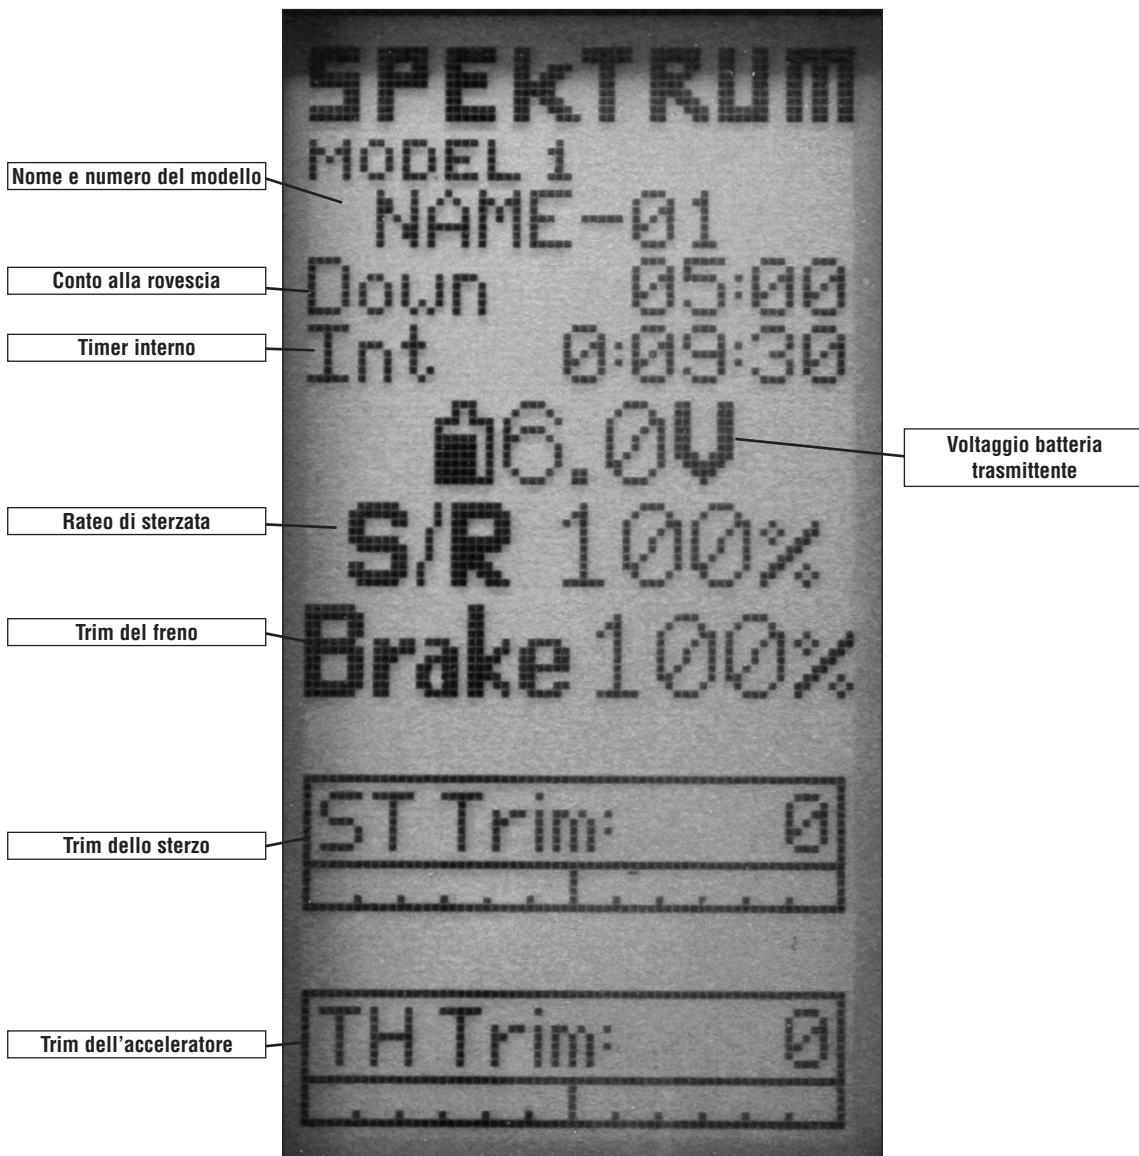 SPEkTRUM
MODEL 1
Nome e numero del modello
NAME-01
Conto alla rovescia
Down 05:00
Timer interno
Int. 0:09:30
6.0V
Voltaggio batteria
trasmittente
Rateo di sterzata
S/R 100%
Trim del freno
Brake 100%
Trim dello sterzo
ST Trim: 0
Trim dell'acceleratore
TH Trim: 0